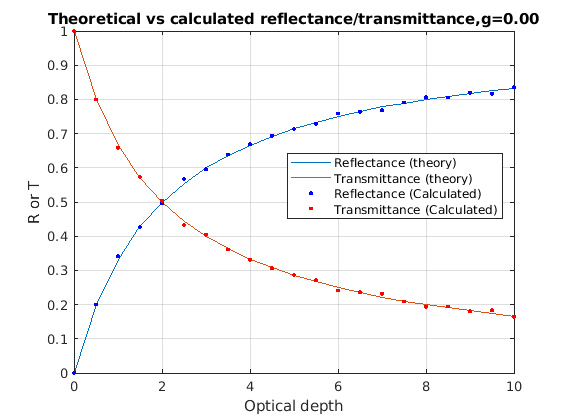 Theoretical vs calculated reflectance/transmittance,g=0.00
1
0.9
0.8
0.7
0.6
0.5
0.4
0.3
0.2
0.1
0
R or T
Reflectance (theory)
Transmittance (theory)
Reflectance (Calculated)
Transmittance (Calculated)
0 2 4 6 8 10
Optical depth